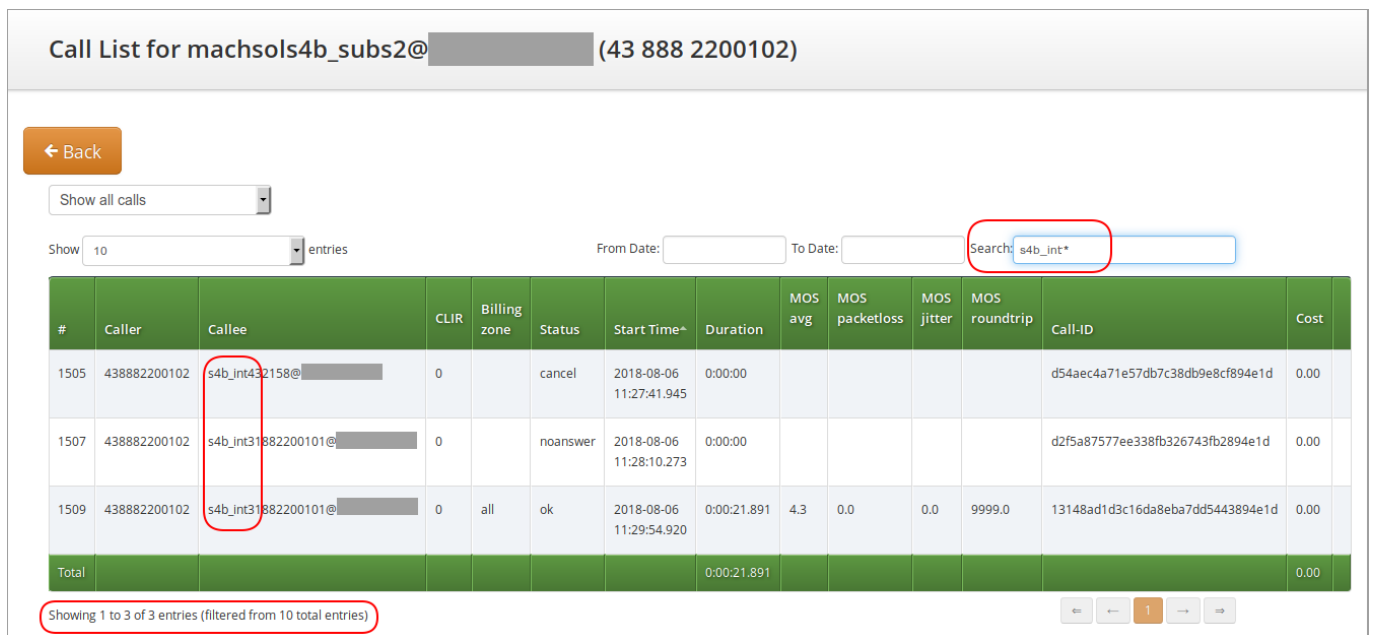 Call List for machsols4b_subs2@ (43 888 2200102)
Back
Show all calls
Show 10 entries From Date: To Date: Search: s4b_int*
# Caller Callee CLIR Billing zone Status Start Time Duration MOS avg MOS packetloss MOS jitter MOS roundtrip Call-ID Cost
1505 438882200102 s4b_int432158@ 0 cancel 2018-08-06 11:27:41.945 0:00:00 d54aec4a71e57db7c38db9e8cf894e1d 0.00
1507 438882200102 s4b_int31882200101@ 0 noanswer 2018-08-06 11:28:10.273 0:00:00 d2f5a87577ee338fb326743fb2894e1d 0.00
1509 438882200102 s4b_int31882200101@ 0 all ok 2018-08-06 11:29:54.920 0:00:21.891 4.3 0.0 0.0 9999.0 13148ad1d3c16da8eba7dd5443894e1d 0.00
Total 0:00:21.891 0.00
Showing 1 to 3 of 3 entries (filtered from 10 total entries) ⇐ ← 1 → ⇒